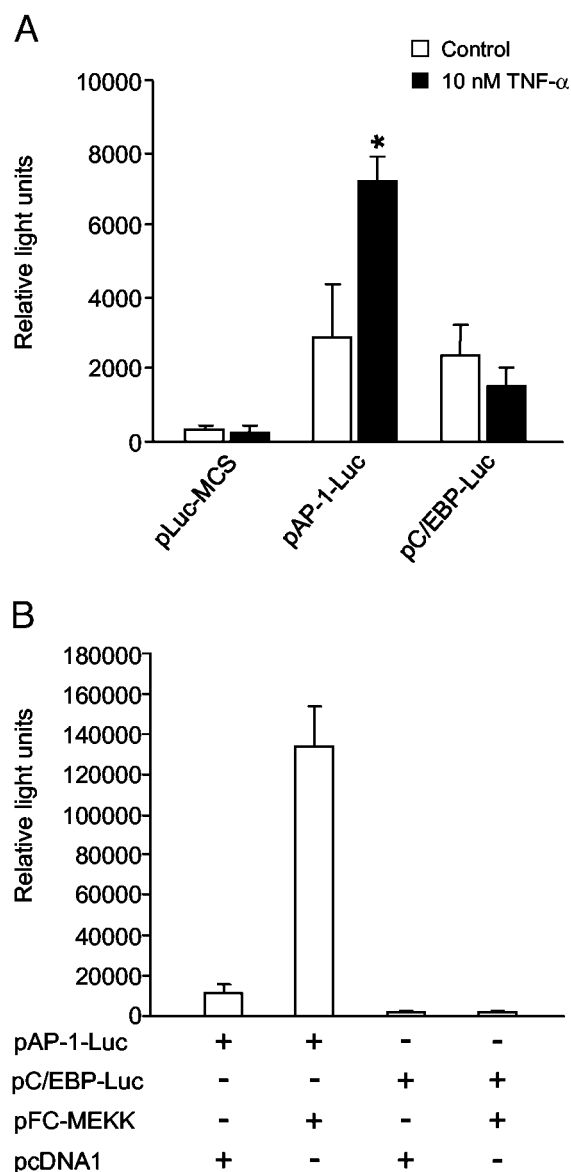 A
Control
10 nM TNF-α
10000
8000
6000
4000
2000
0
Relative light units
*
pLuc-MCS
pAP-1-Luc
pC/EBP-Luc
B
180000
160000
140000
120000
100000
80000
60000
40000
20000
0
Relative light units
pAP-1-Luc + + - -
pC/EBP-Luc - - + +
pFC-MEKK - + - +
pcDNA1 + - + -